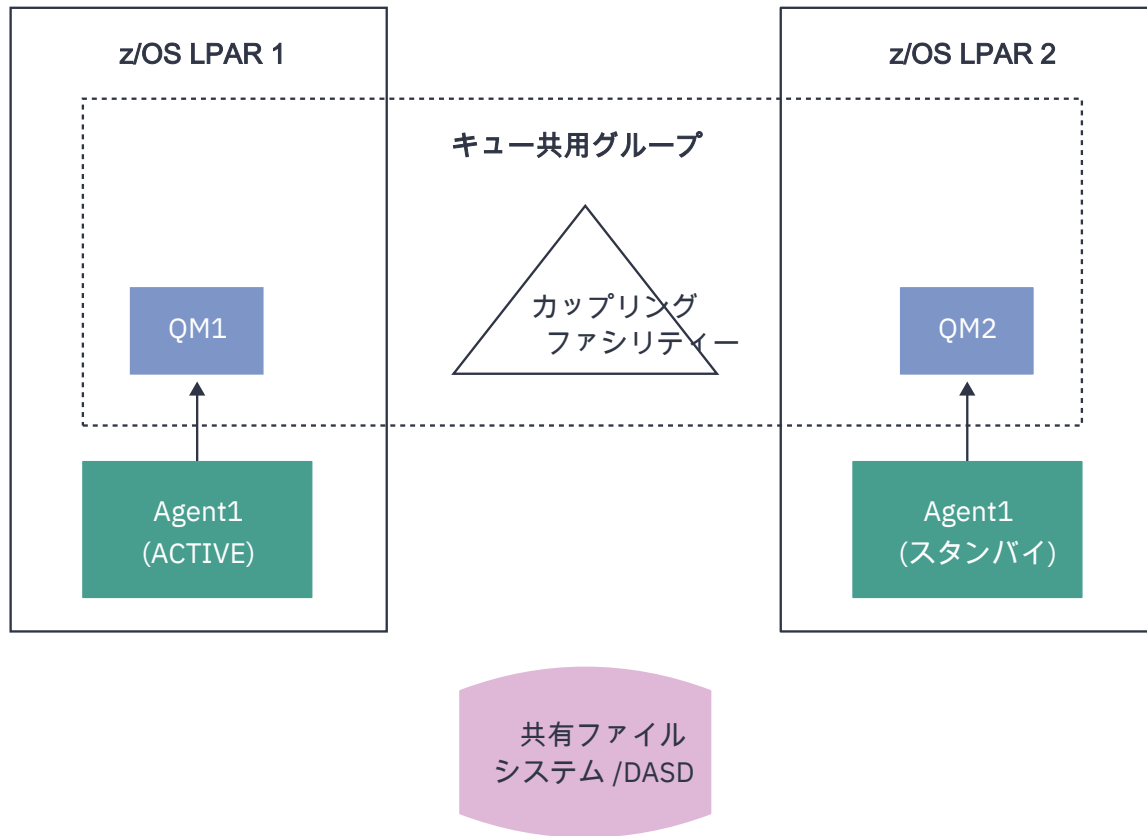 z/OS LPAR 1
z/OS LPAR 2
キュー共用グループ
カップリング
ファシリティー
QM1
QM2
Agent1
(ACTIVE)
Agent1
(スタンバイ)
共有ファイル
システム /DASD